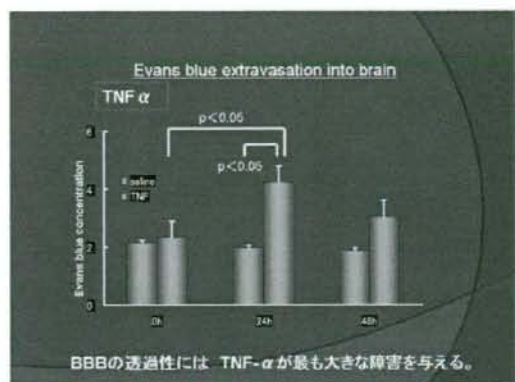 Evans blue extravasation into brain
TNF α
p<0.05
p<0.05
saline
TNF
Evans blue concentration
6
4
2
0
0h
24h
48h
BBBの透過性には TNF-αが最も大きな障害を与える。